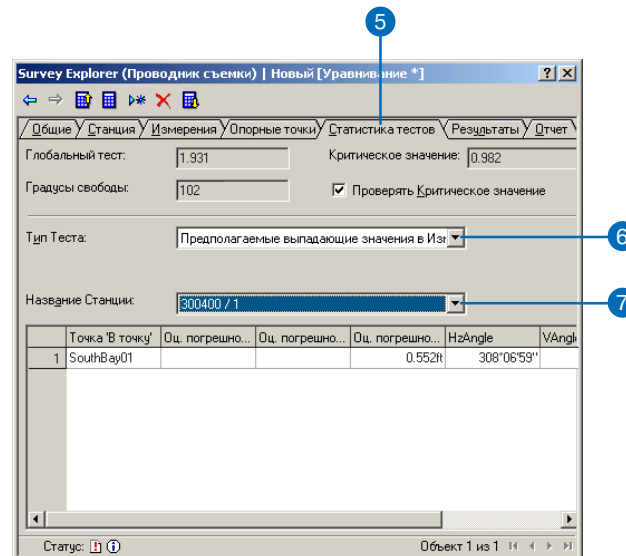 5
Survey Explorer (Проводник съемки) | Новый [Уравнивание *]
Общие Станция Измерения Опорные точки Статистика тестов Результаты Отчет
Глобальный тест: 1.931 Критическое значение: 0.982
Градусы свободы: 102 Проверять Критическое значение
Тип Теста: Предполагаемые выпадающие значения в Из
6
Название Станции: 300400 / 1
7
Точка 'В точку' Оц. погрешно... Оц. погрешно... Оц. погрешно... HzAngle VAngl
1 SouthBay01 0.552ft 308°06'59''
Статус: Объект 1 из 1